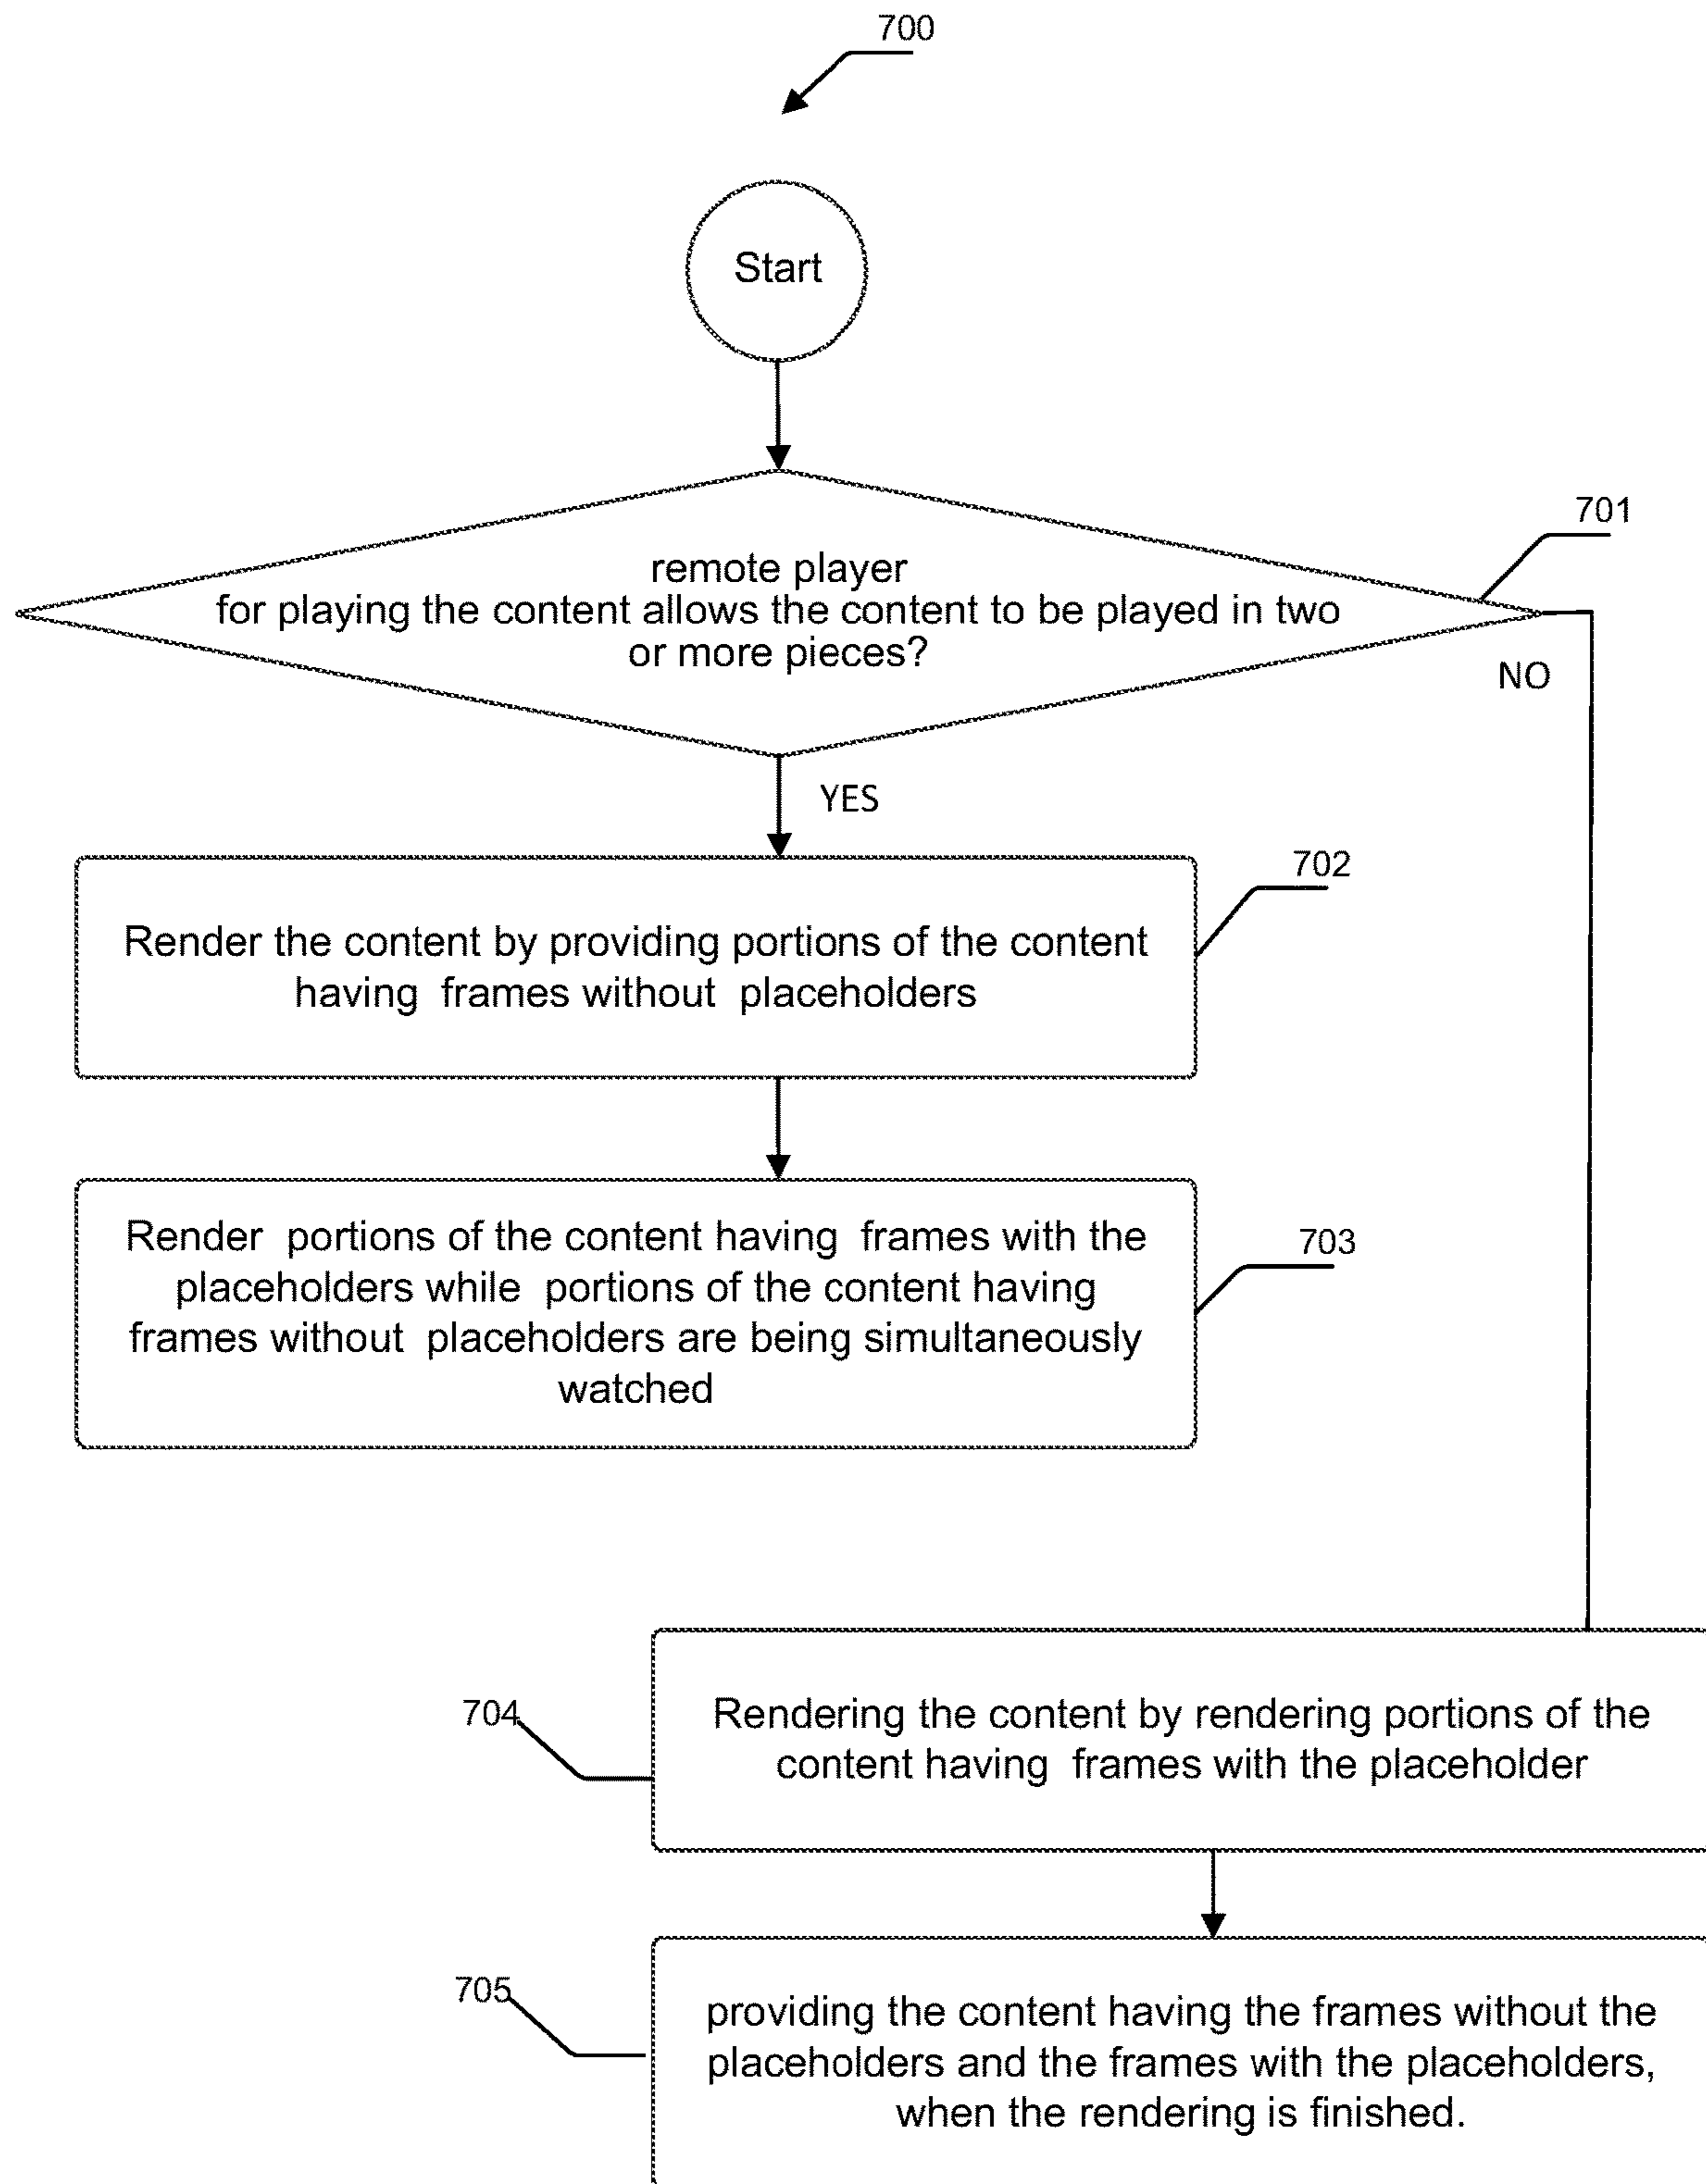 700
Start
701
remote player
for playing the content allows the content to be played in two
or more pieces?
NO
YES
702
Render the content by providing portions of the content
having frames without placeholders
703
Render portions of the content having frames with the
placeholders while portions of the content having
frames without placeholders are being simultaneously
watched
704
Rendering the content by rendering portions of the
content having frames with the placeholder
705
providing the content having the frames without the
placeholders and the frames with the placeholders,
when the rendering is finished.